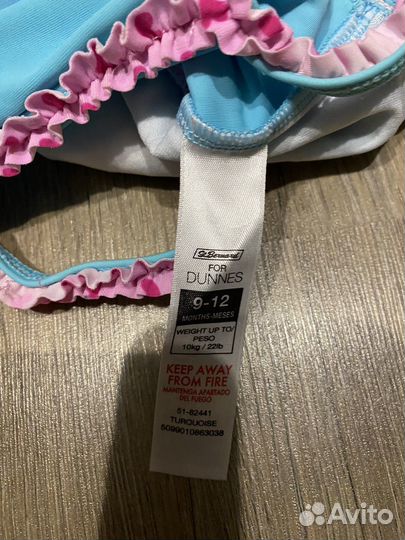 St. Bernard
FOR
DUNNES
9-12
MONTHS-MESES
WEIGHT UP TO/
PESO
10kg / 22lb
KEEP AWAY
FROM FIRE
MANTENGA APARTADO
DEL FUEGO
51-82441
TURQUOISE
5099010863038
Avito